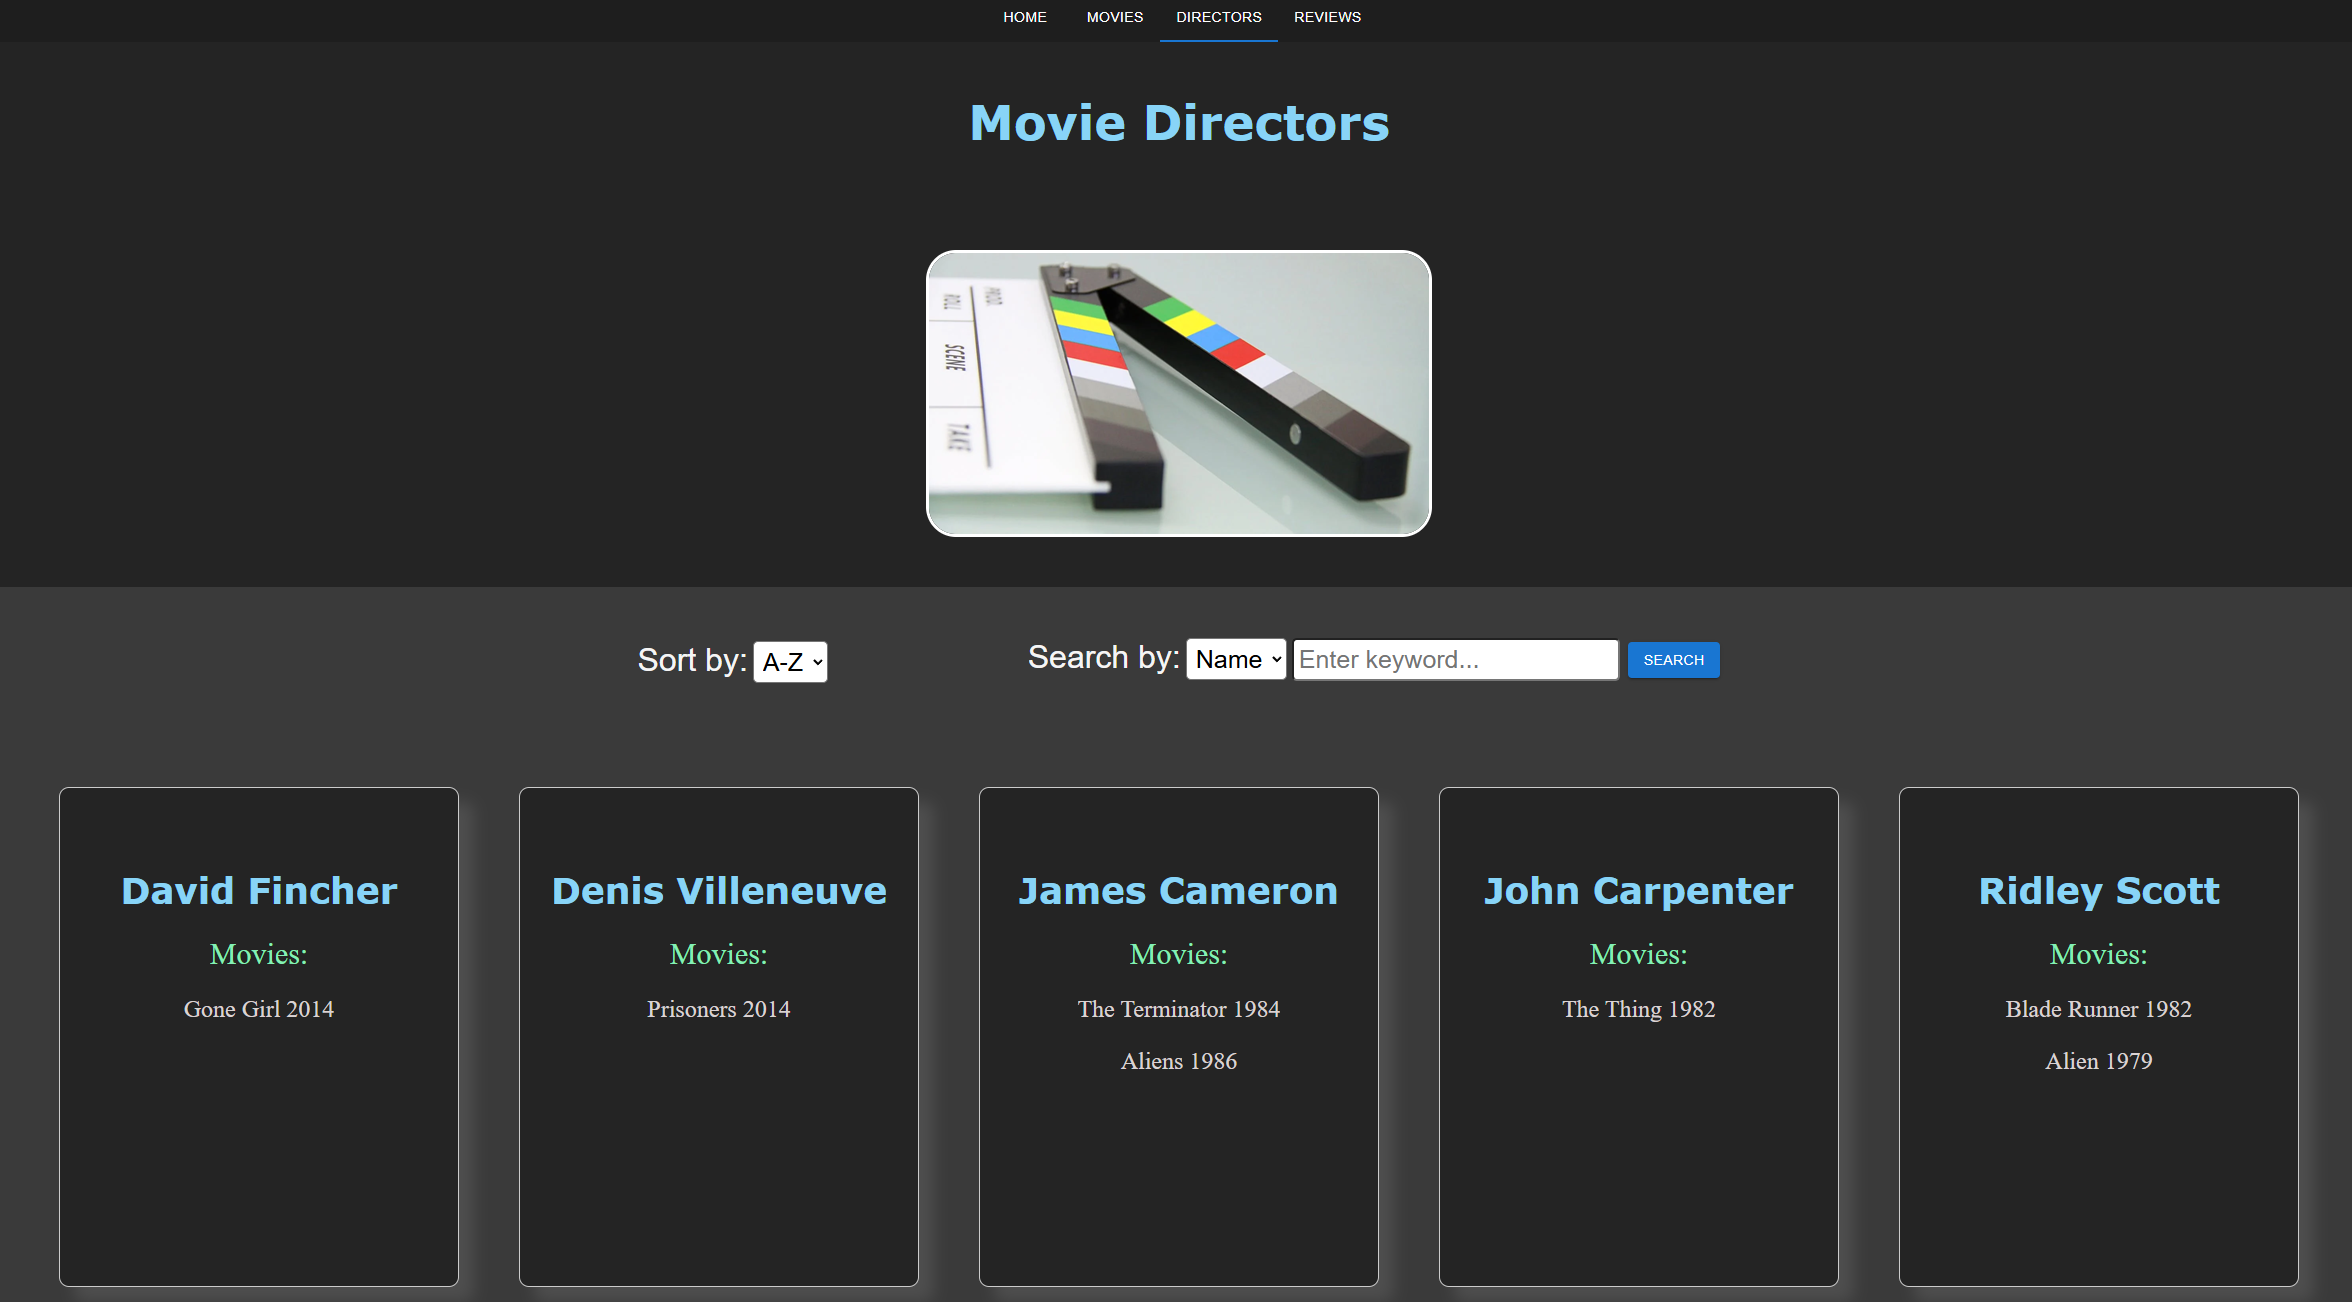 HOME MOVIES DIRECTORS REVIEWS
Movie Directors
PROD.
ROLL
SCENE
TAKE
Sort by: A-Z
Search by: Name Enter keyword... SEARCH
David Fincher
Movies:
Gone Girl 2014
Denis Villeneuve
Movies:
Prisoners 2014
James Cameron
Movies:
The Terminator 1984
Aliens 1986
John Carpenter
Movies:
The Thing 1982
Ridley Scott
Movies:
Blade Runner 1982
Alien 1979